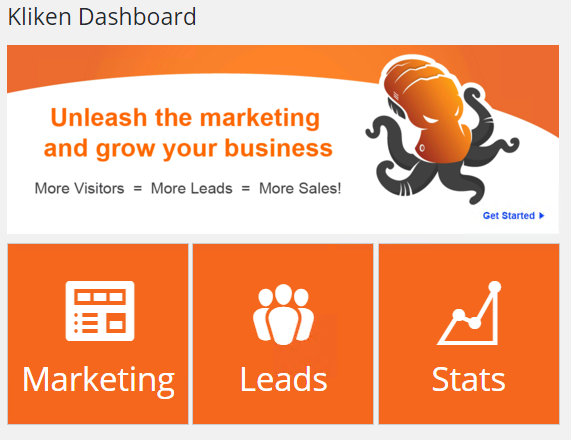 Kliken Dashboard
Unleash the marketing
and grow your business
More Visitors = More Leads = More Sales!
Get Started
Marketing
Leads
Stats